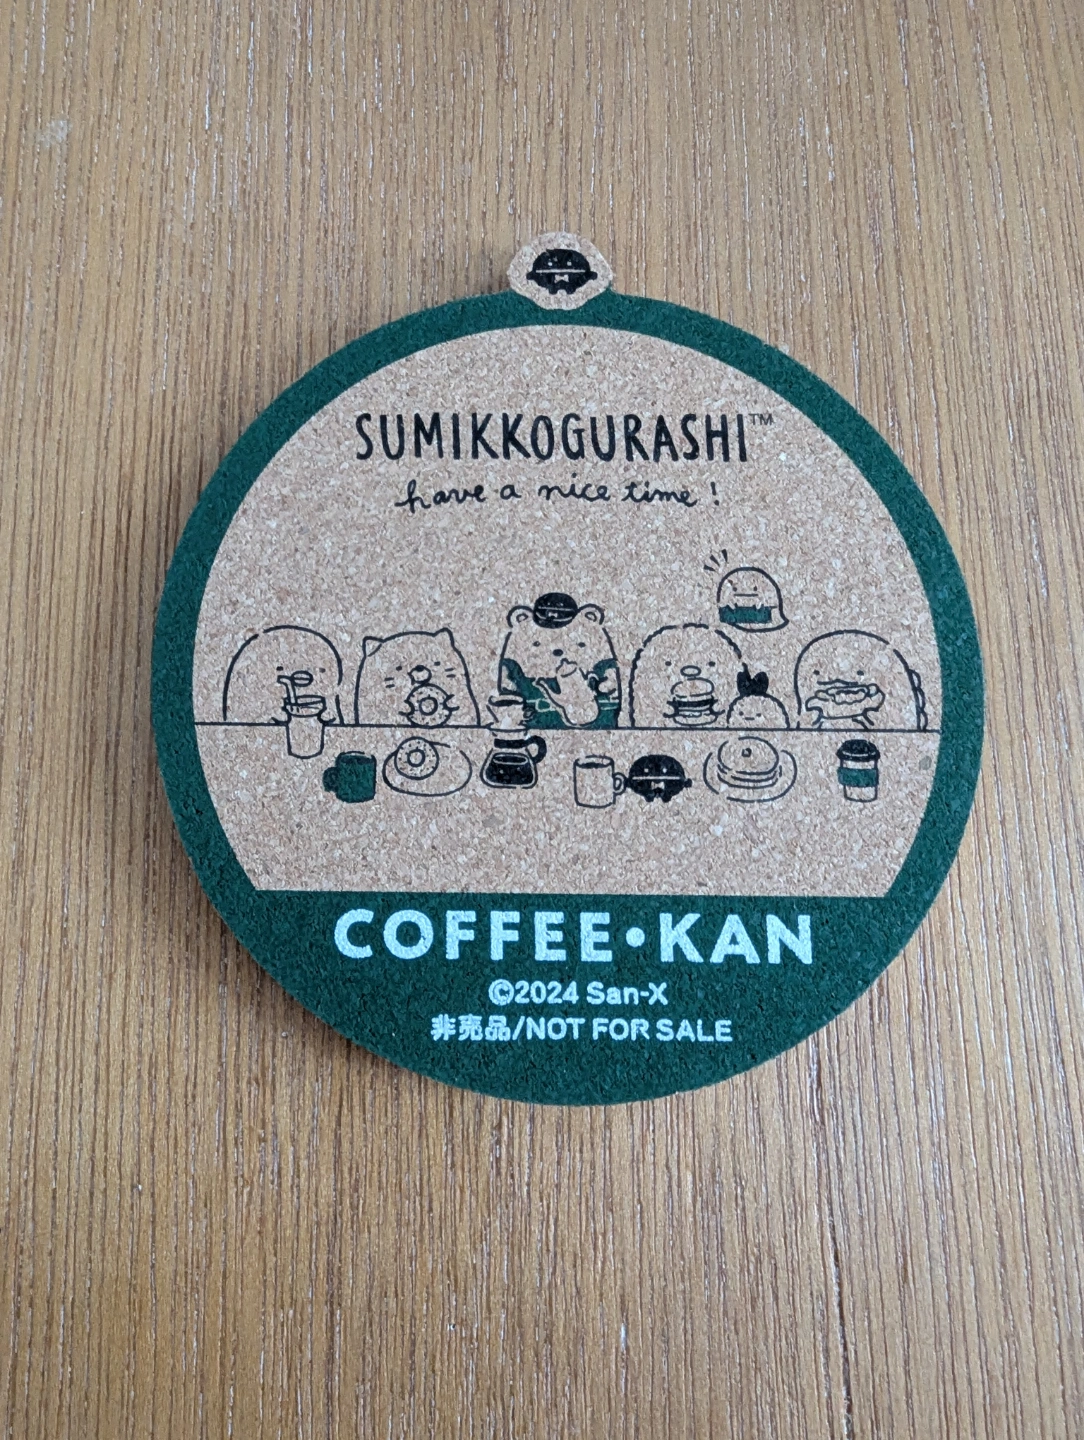 SUMIKKOGURASHI™
have a nice time!
COFFEE•KAN
©2024 San-X
非売品/NOT FOR SALE